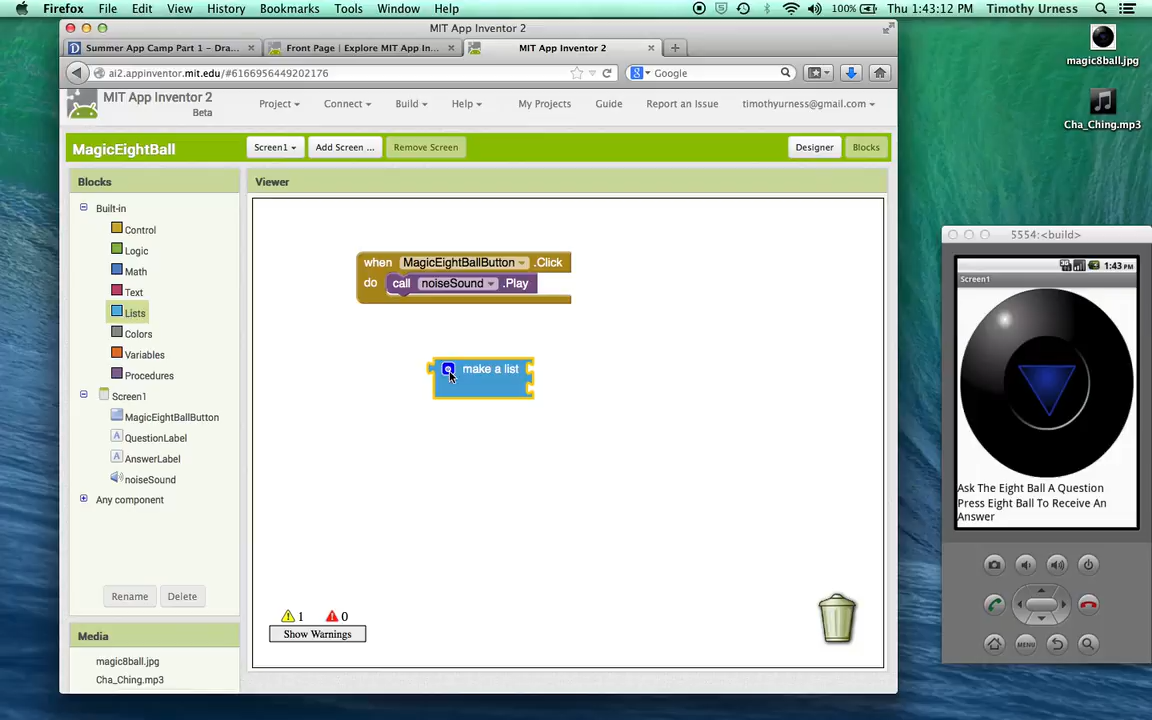 Firefox File Edit View History Bookmarks Tools Window Help
100% Thu 1:43:12 PM Timothy Urness
MIT App Inventor 2
Summer App Camp Part 1 – Dra...
Front Page | Explore MIT App In...
MIT App Inventor 2
ai2.appinventor.mit.edu/#6166956449202176
Google
MIT App Inventor 2
Beta
Project Connect Build Help My Projects Guide Report an Issue timothyurness@gmail.com
MagicEightBall
Screen1 Add Screen ... Remove Screen
Designer Blocks
Blocks
Built-in
Control
Logic
Math
Text
Lists
Colors
Variables
Procedures
Screen1
MagicEightBallButton
QuestionLabel
AnswerLabel
noiseSound
Any component
Rename Delete
Media
magic8ball.jpg
Cha_Ching.mp3
Viewer
when MagicEightBallButton .Click
do call noiseSound .Play
make a list
1 0
Show Warnings
magic8ball.jpg
Cha_Ching.mp3
5554:<build>
3G 1:43 PM
Screen1
Ask The Eight Ball A Question
Press Eight Ball To Receive An
Answer
MENU